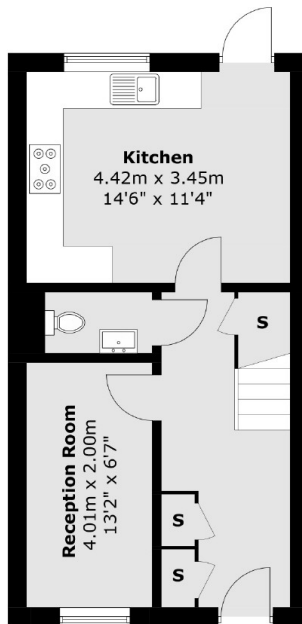 Kitchen
4.42m x 3.45m
14'6" x 11'4"
S
Reception Room
4.01m x 2.00m
13'2" x 6'7"
S
S